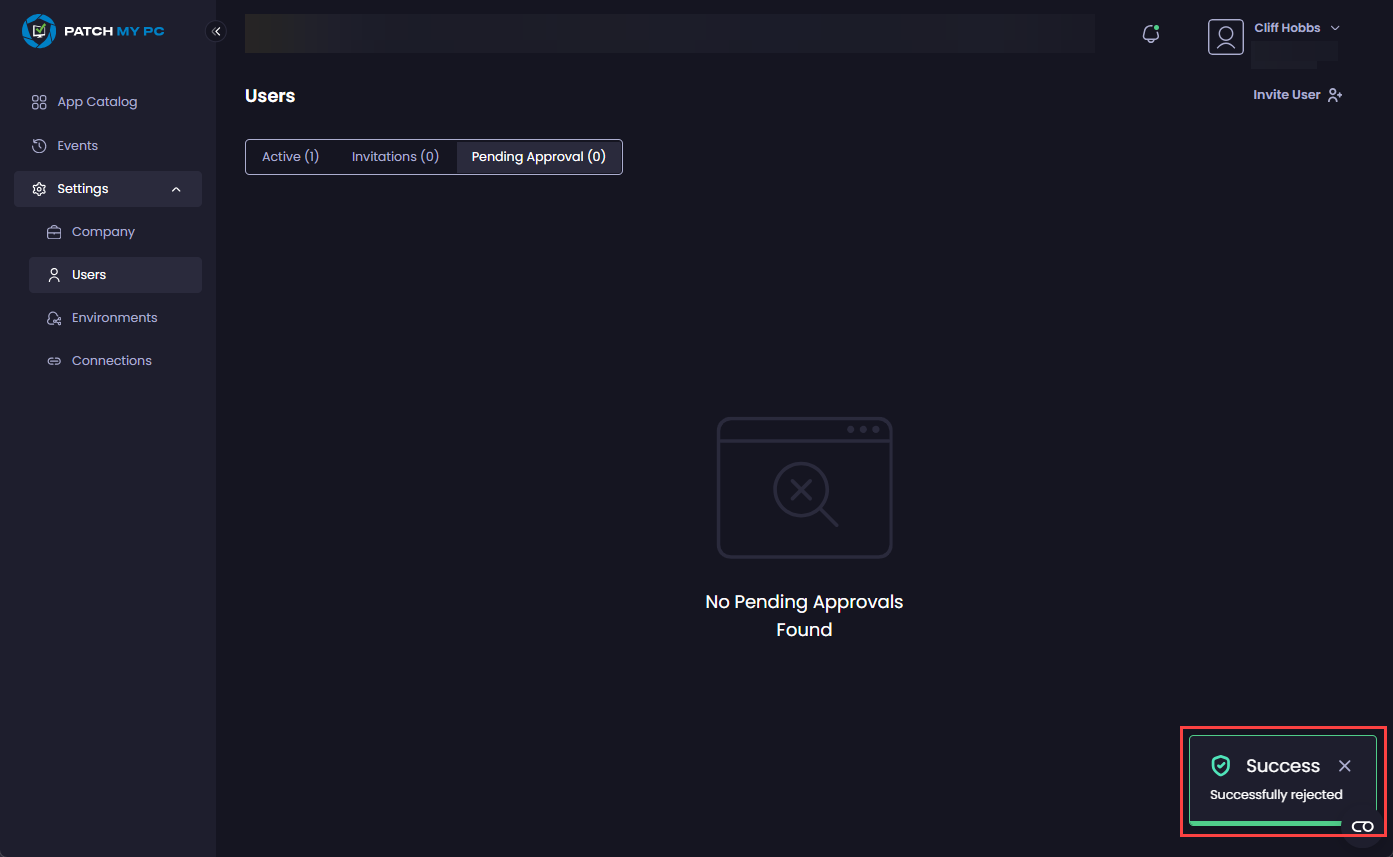 PATCH MY PC
Cliff Hobbs
App Catalog
Events
Settings
Company
Users
Environments
Connections
Users
Invite User
Active (1) Invitations (0) Pending Approval (0)
No Pending Approvals
Found
Success
Successfully rejected